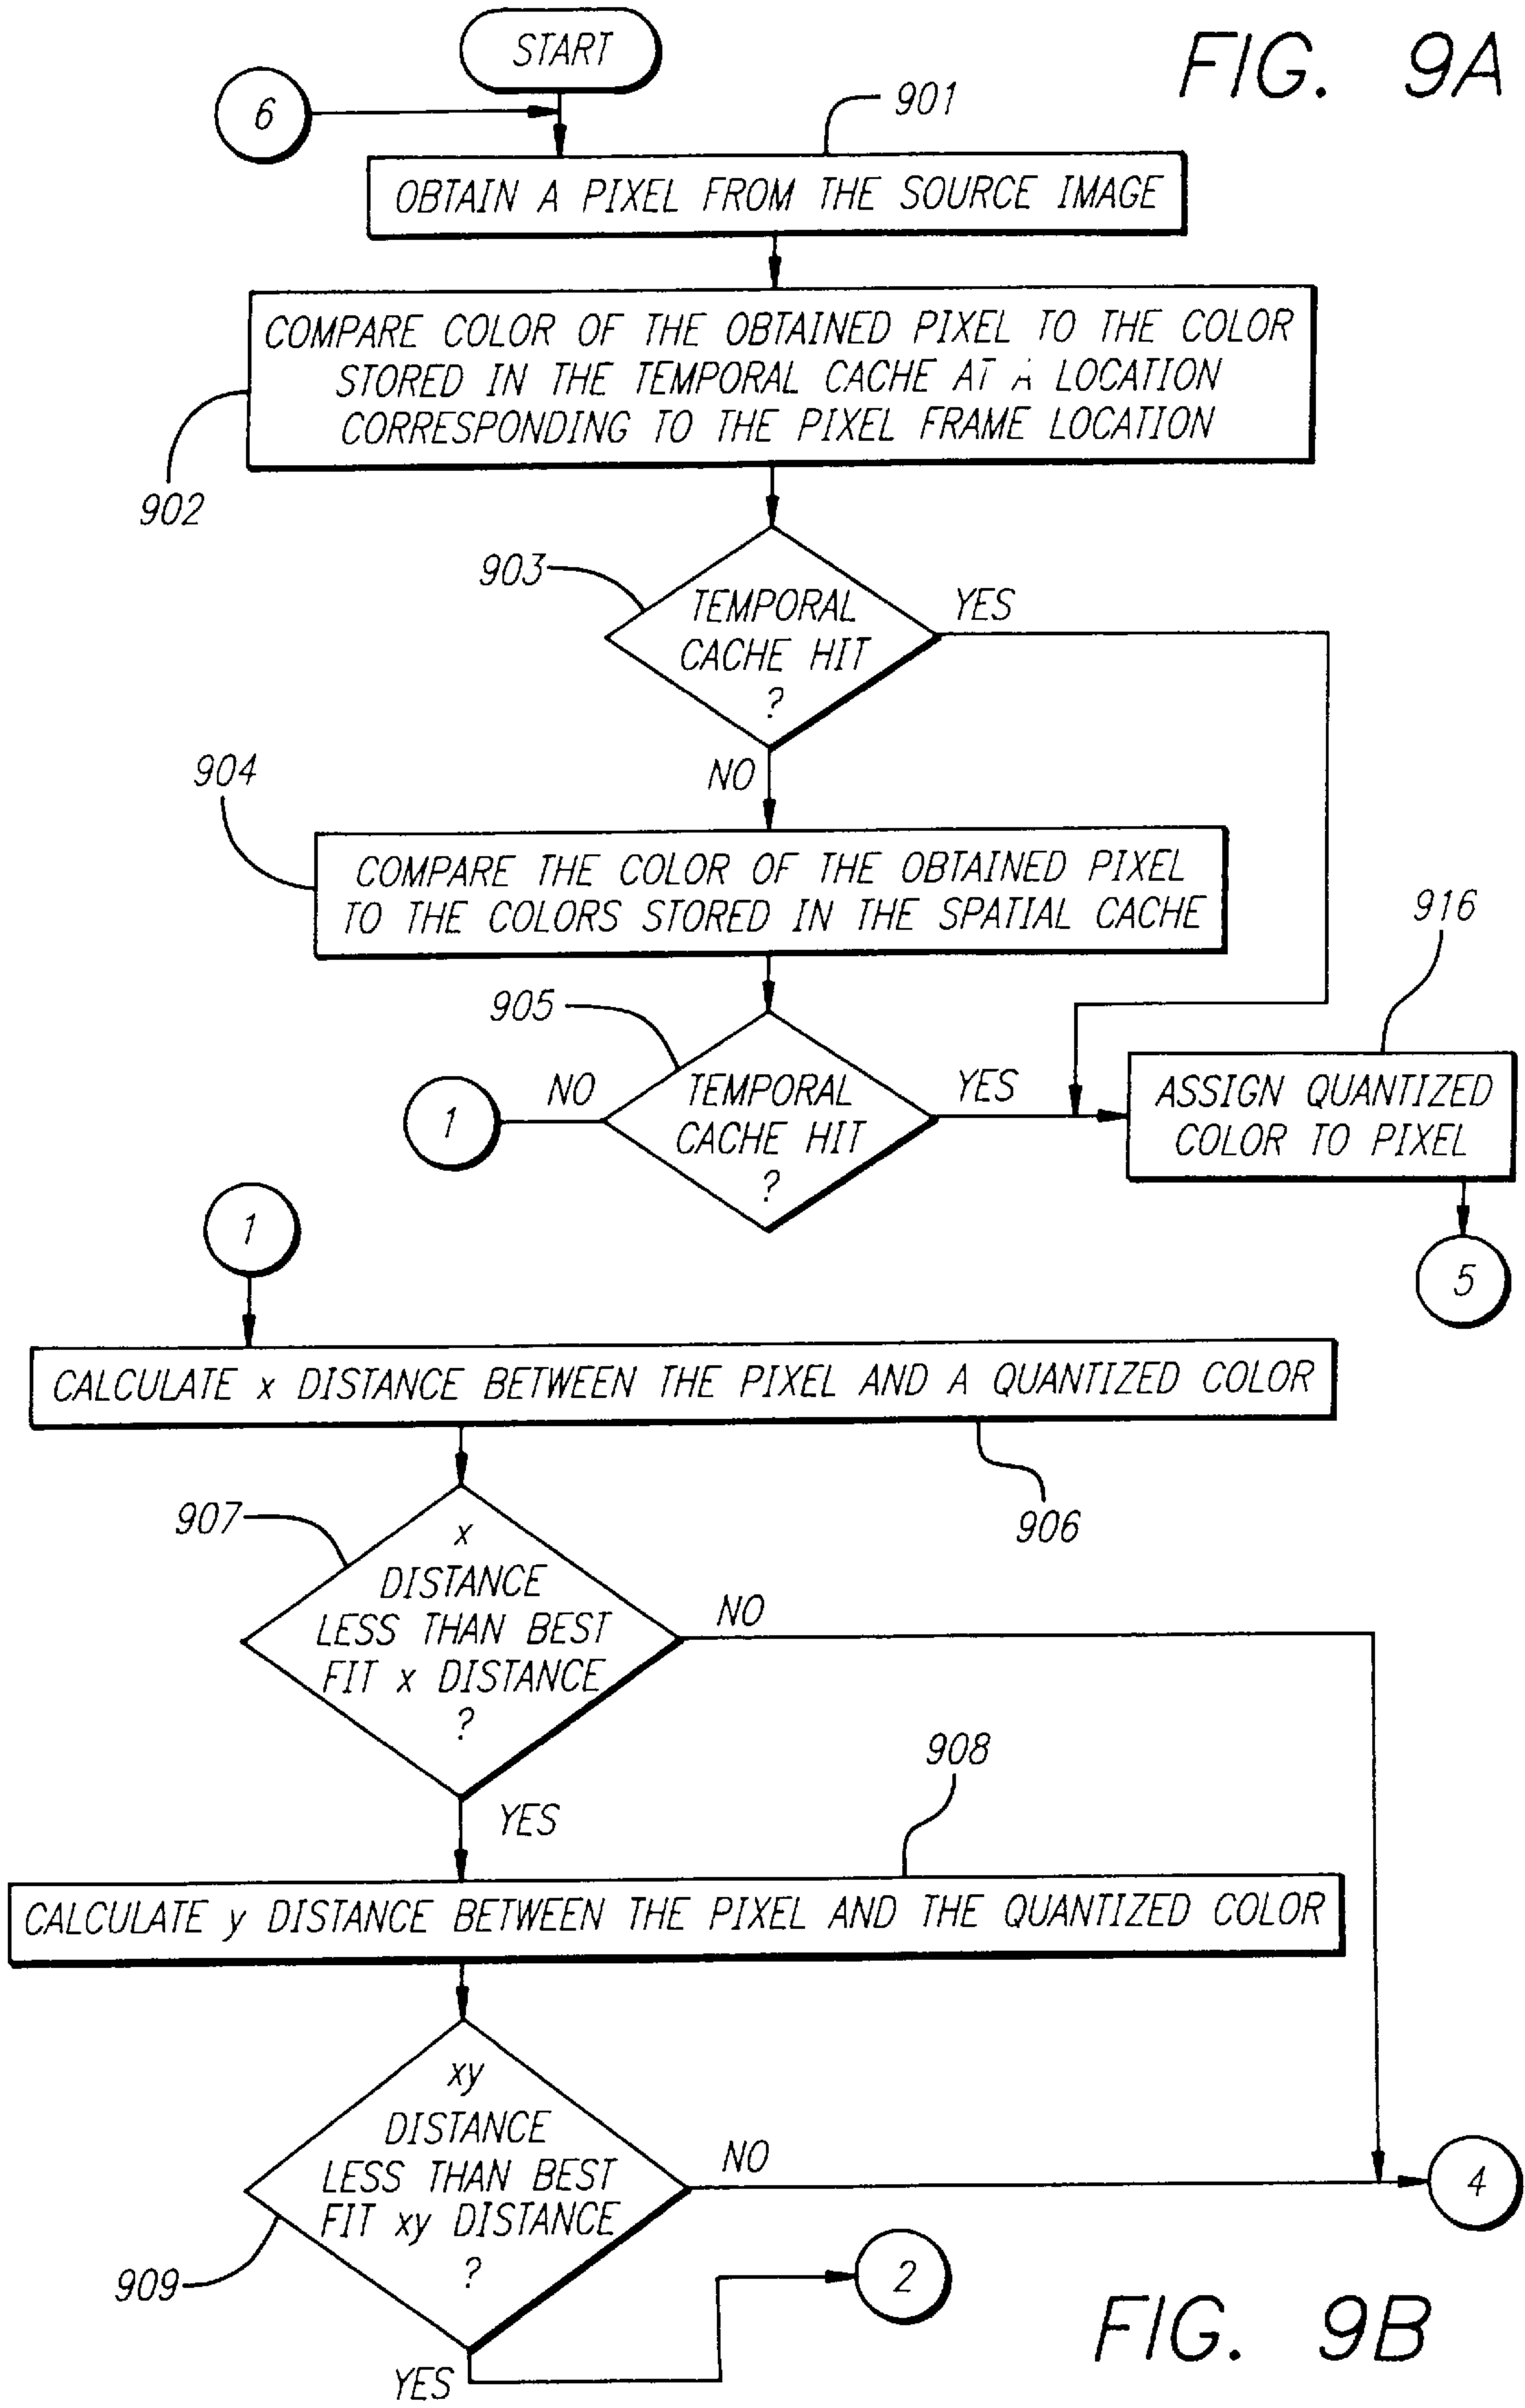 START
FIG. 9A
6
901
OBTAIN A PIXEL FROM THE SOURCE IMAGE
COMPARE COLOR OF THE OBTAINED PIXEL TO THE COLOR
STORED IN THE TEMPORAL CACHE AT A LOCATION
CORRESPONDING TO THE PIXEL FRAME LOCATION
902
903
TEMPORAL
CACHE HIT
?
YES
NO
904
COMPARE THE COLOR OF THE OBTAINED PIXEL
TO THE COLORS STORED IN THE SPATIAL CACHE
916
905
NO
1
TEMPORAL
CACHE HIT
?
YES
ASSIGN QUANTIZED
COLOR TO PIXEL
1
5
CALCULATE x DISTANCE BETWEEN THE PIXEL AND A QUANTIZED COLOR
906
907
x
DISTANCE
LESS THAN BEST
FIT x DISTANCE
?
NO
YES
908
CALCULATE y DISTANCE BETWEEN THE PIXEL AND THE QUANTIZED COLOR
xy
DISTANCE
LESS THAN BEST
FIT xy DISTANCE
?
NO
4
909
2
YES
FIG. 9B